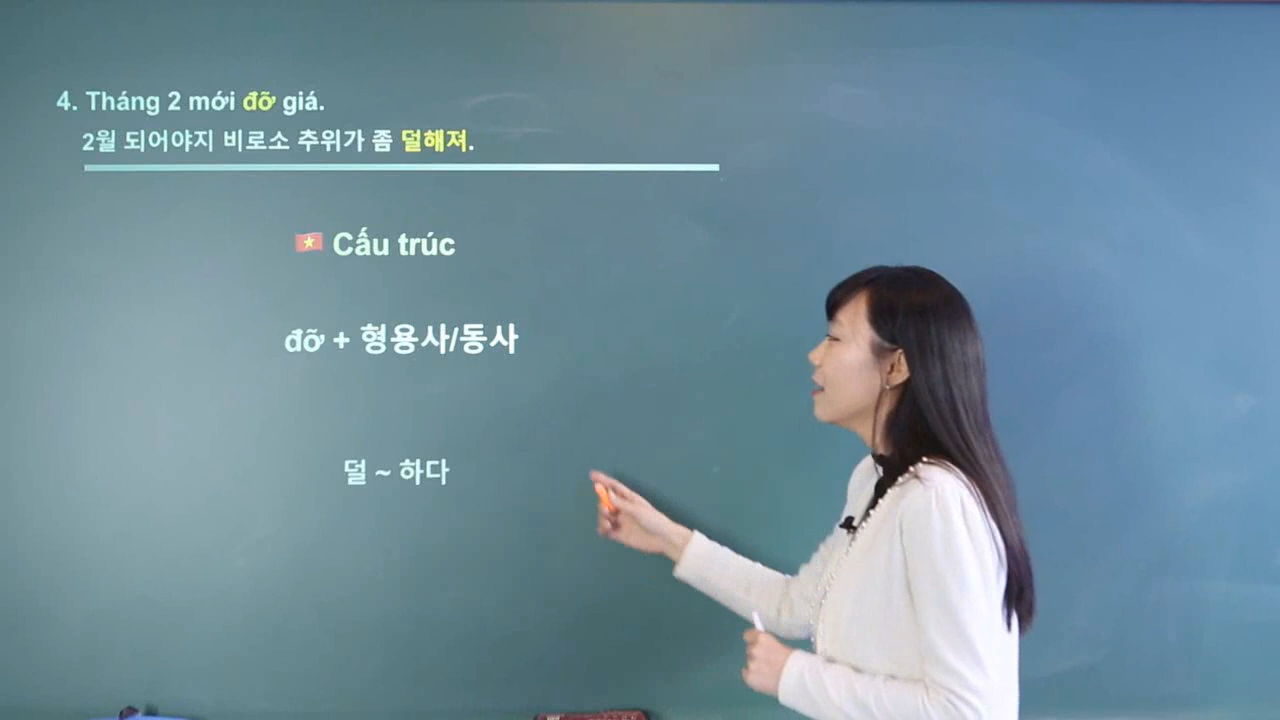 4. Tháng 2 mới đỡ giá.
2월 되어야지 비로소 추위가 좀 덜해져.
Cấu trúc
đỡ + 형용사/동사
덜 ~ 하다